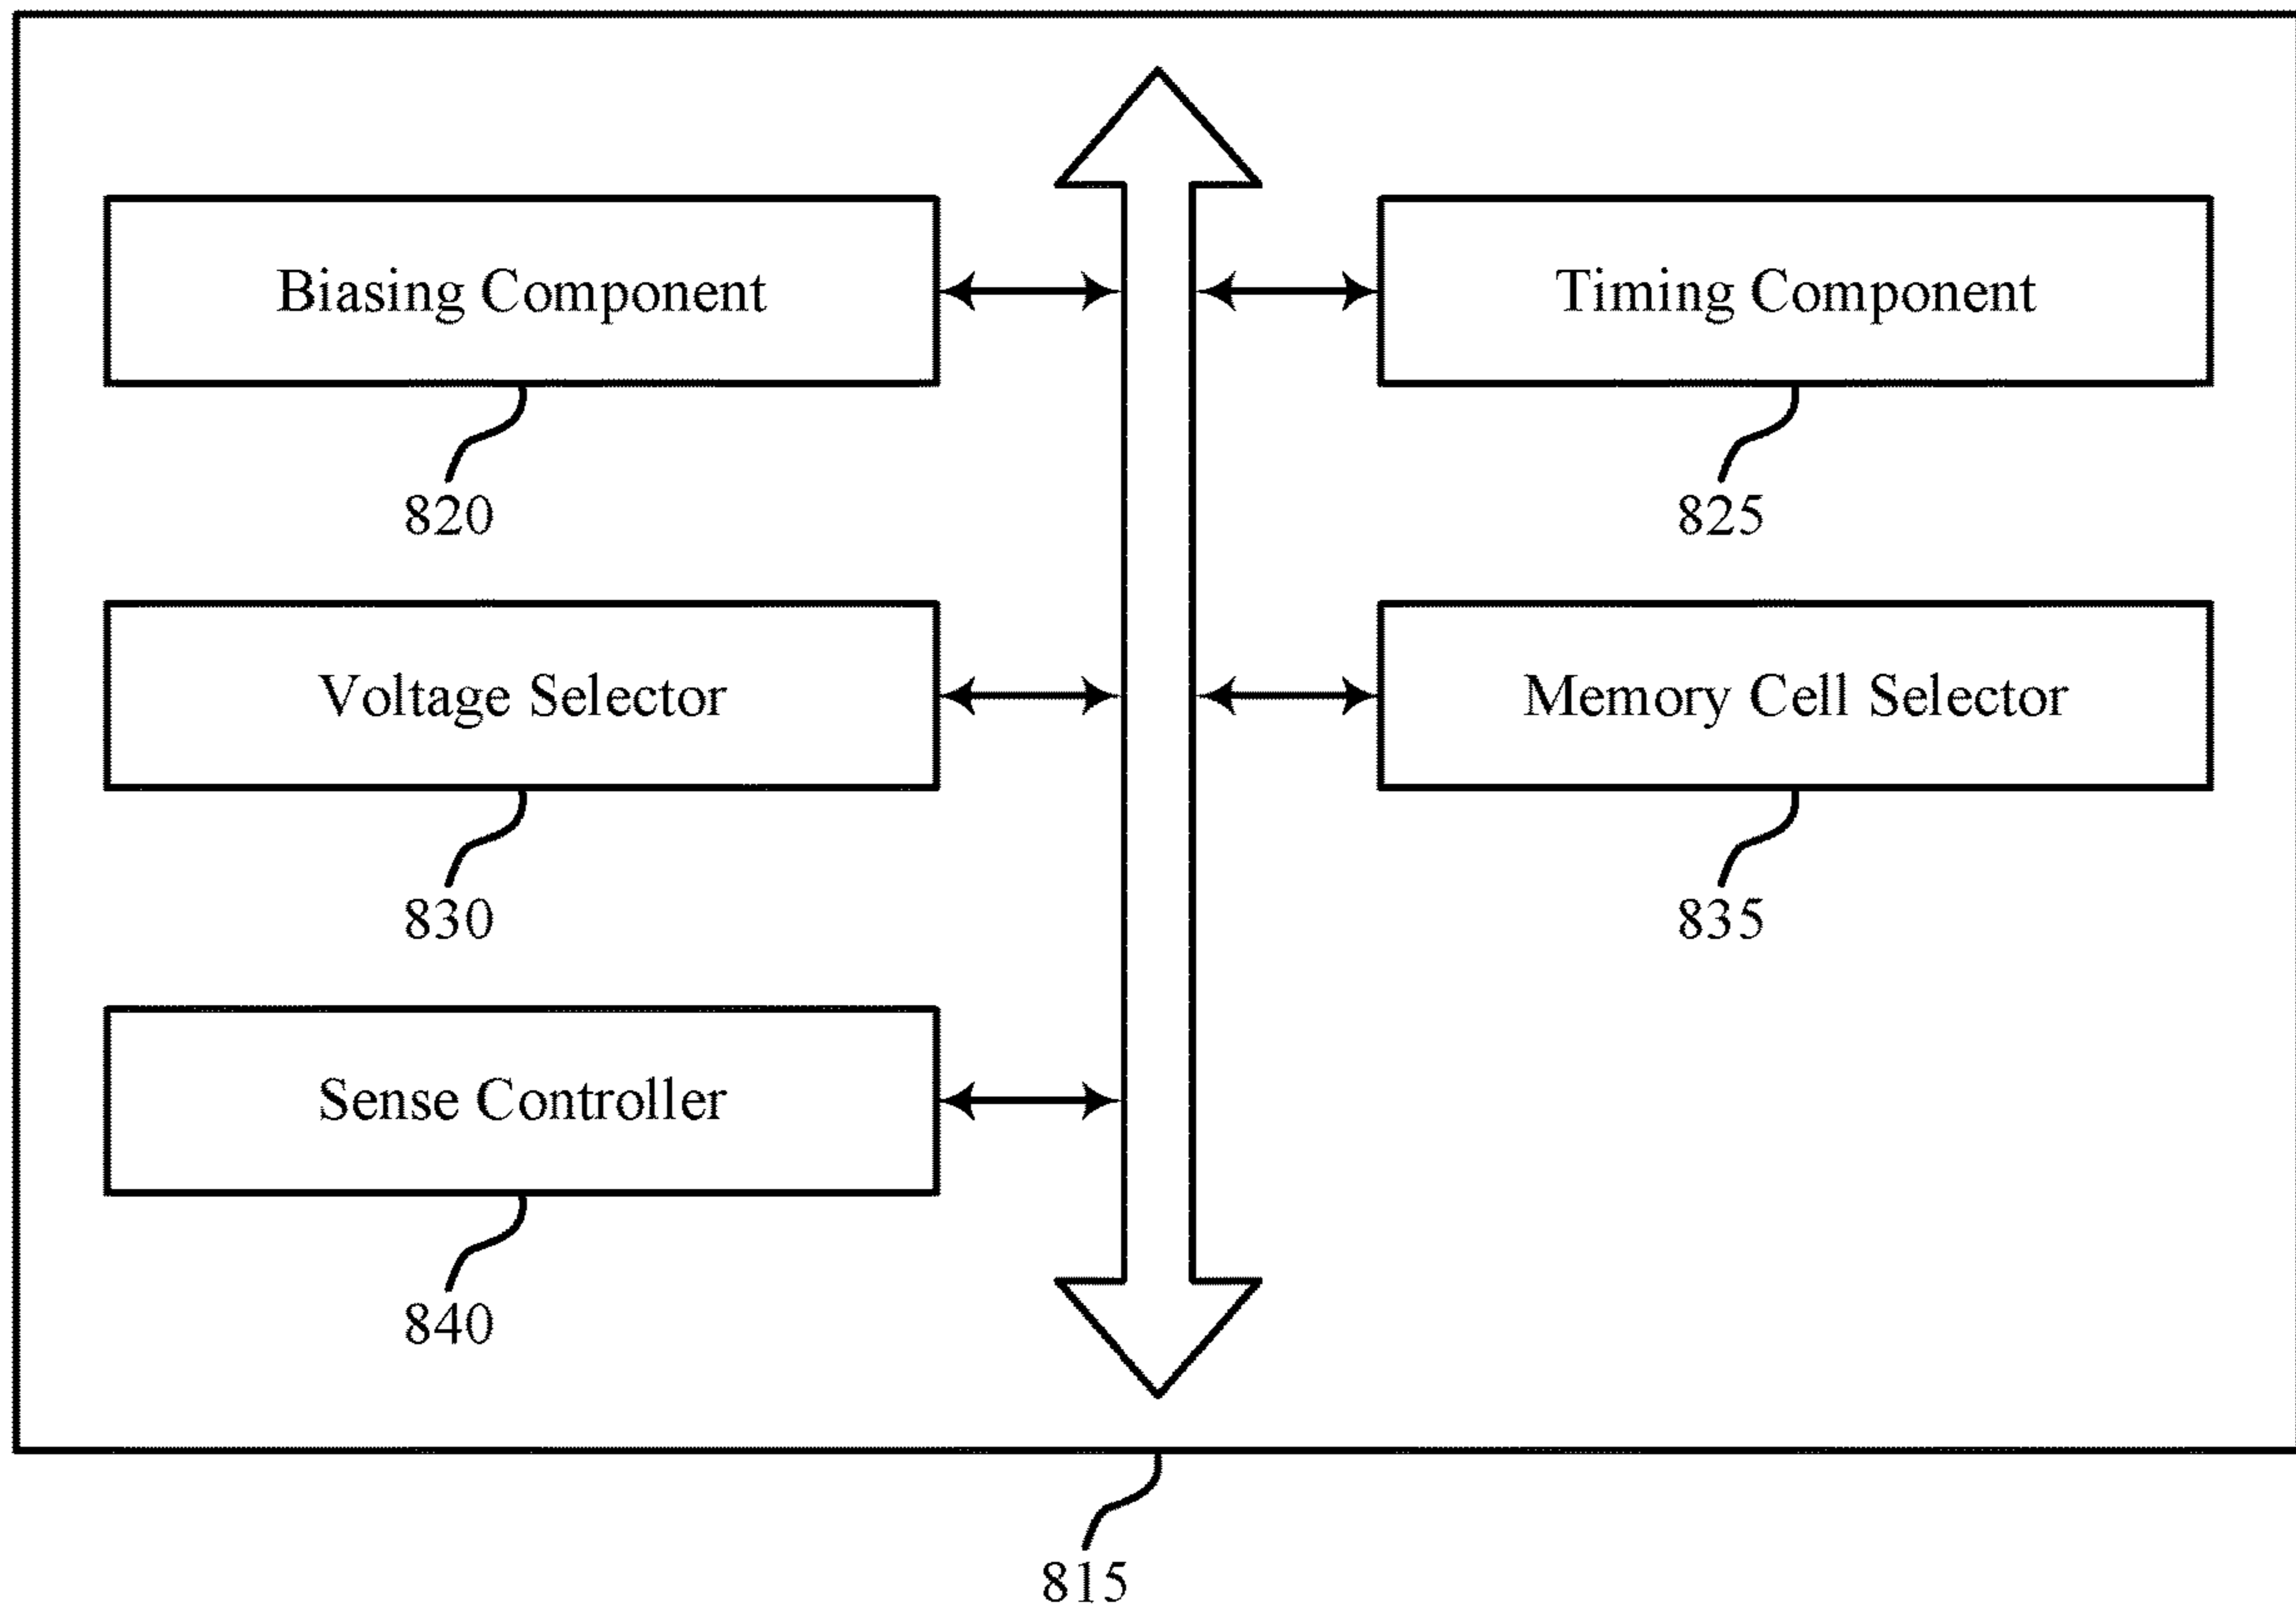 Biasing Component
Timing Component
820
825
Voltage Selector
Memory Cell Selector
830
835
Sense Controller
840
815